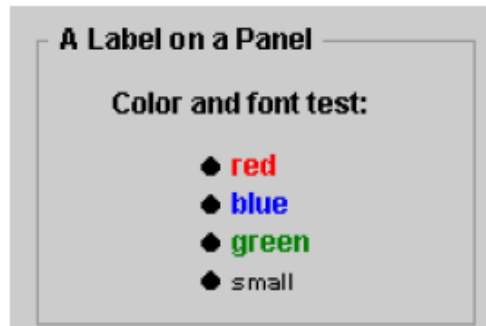 A Label on a Panel
Color and font test:
red
blue
green
small